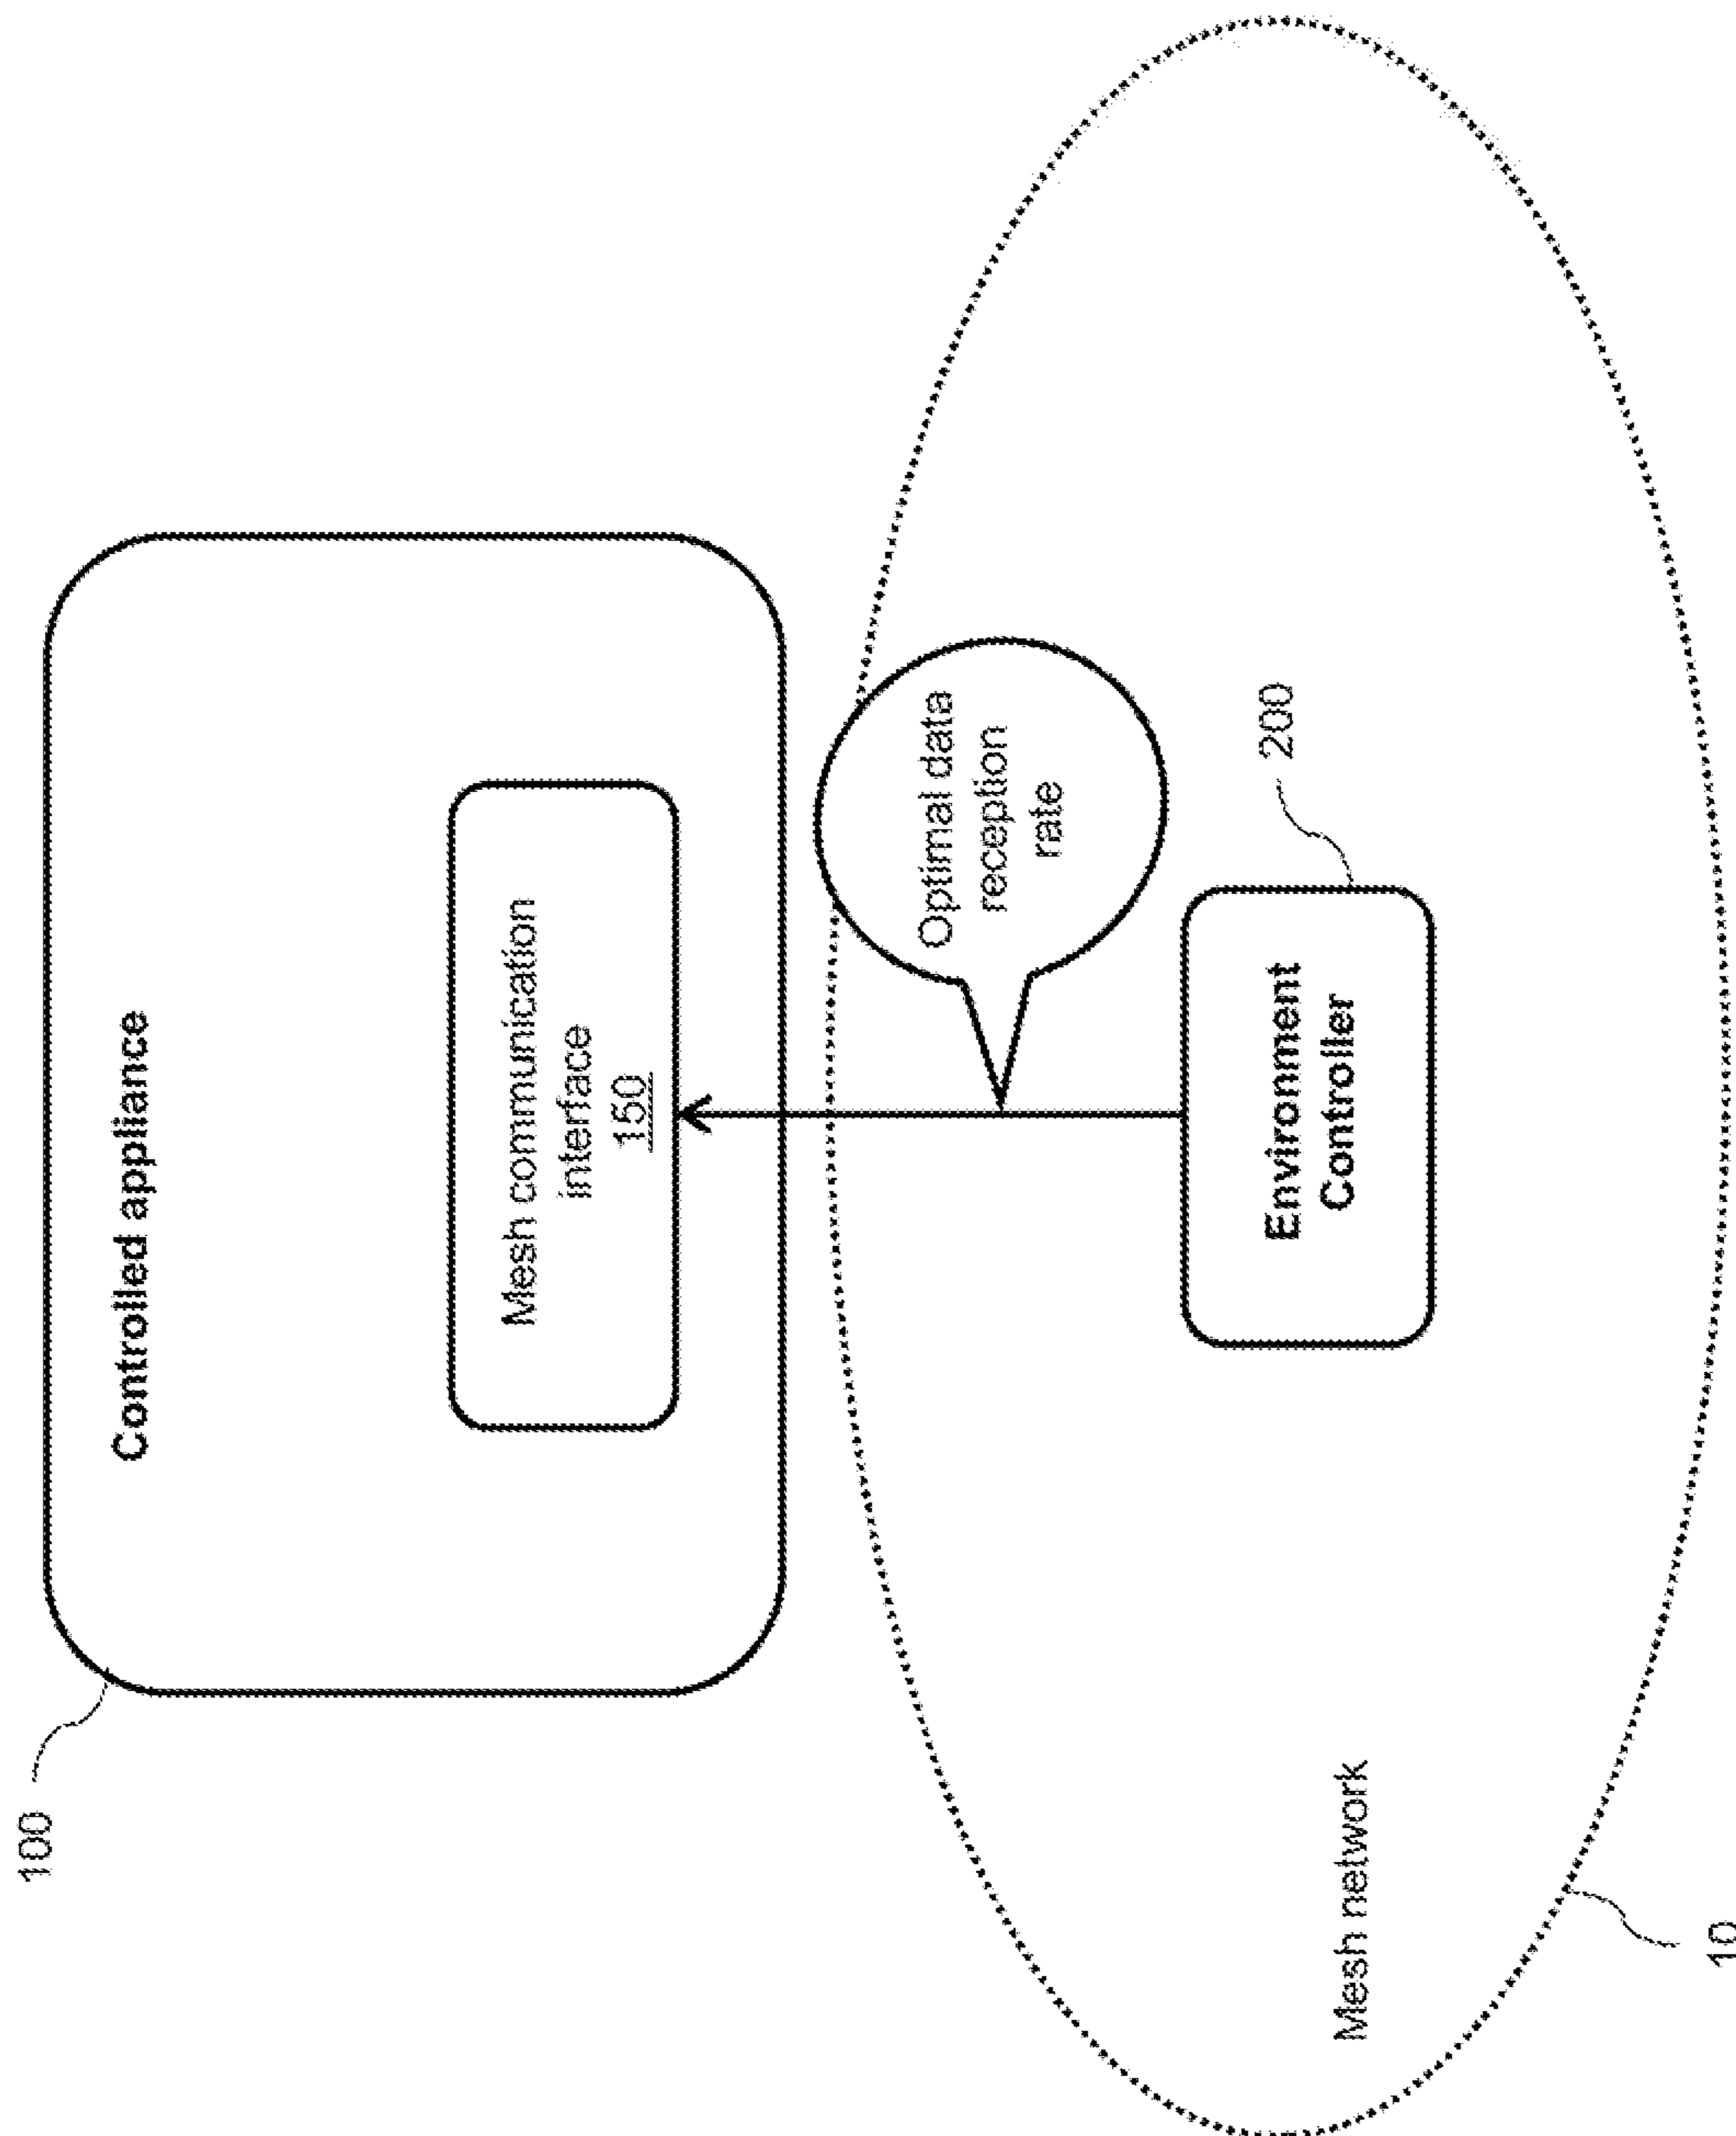 100
Controlled appliance
Mesh communication
interface
150
Optimal data
reception
rate
200
Environment
Controller
Mesh network
10